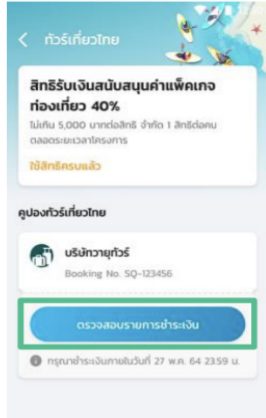 ทัวร์เที่ยวไทย
สิทธิรับเงินสนับสนุนค่าแพ็คเกจ
ท่องเที่ยว 40%
ไม่เกิน 5,000 บาทต่อสิทธิ จำกัด 1 สิทธิต่อคน
ตลอดระยะเวลาโครงการ
ใช้สิทธิครบแล้ว
คูปองทัวร์เที่ยวไทย
บริษัทวายุทัวร์
Booking No. SQ-123456
ตรวจสอบรายการชำระเงิน
กรุณาชำระเงินภายในวันที่ 27 พ.ค. 64 23:59 น.